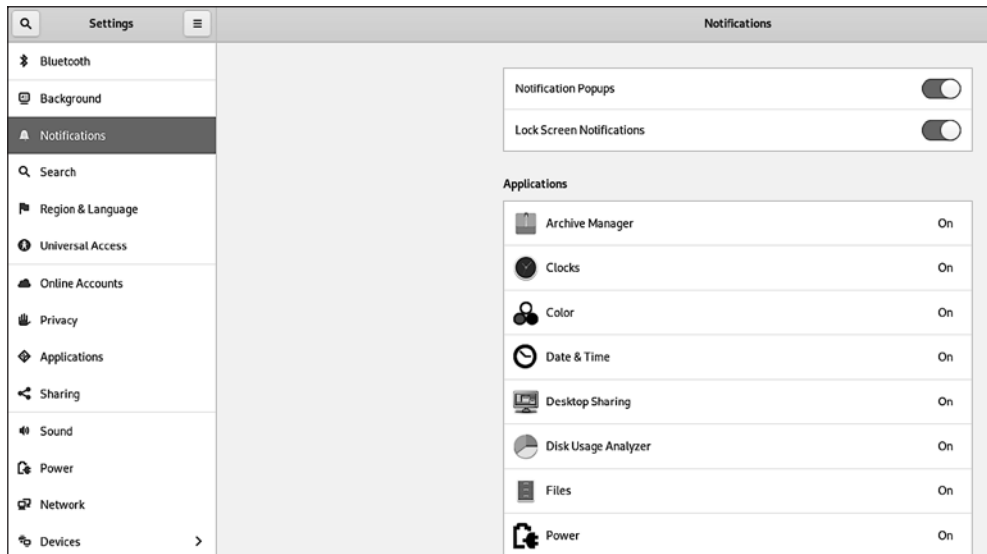 Settings
Notifications
Bluetooth
Background
Notifications
Search
Region & Language
Universal Access
Online Accounts
Privacy
Applications
Sharing
Sound
Power
Network
Devices
Notification Popups
Lock Screen Notifications
Applications
Archive Manager On
Clocks On
Color On
Date & Time On
Desktop Sharing On
Disk Usage Analyzer On
Files On
Power On